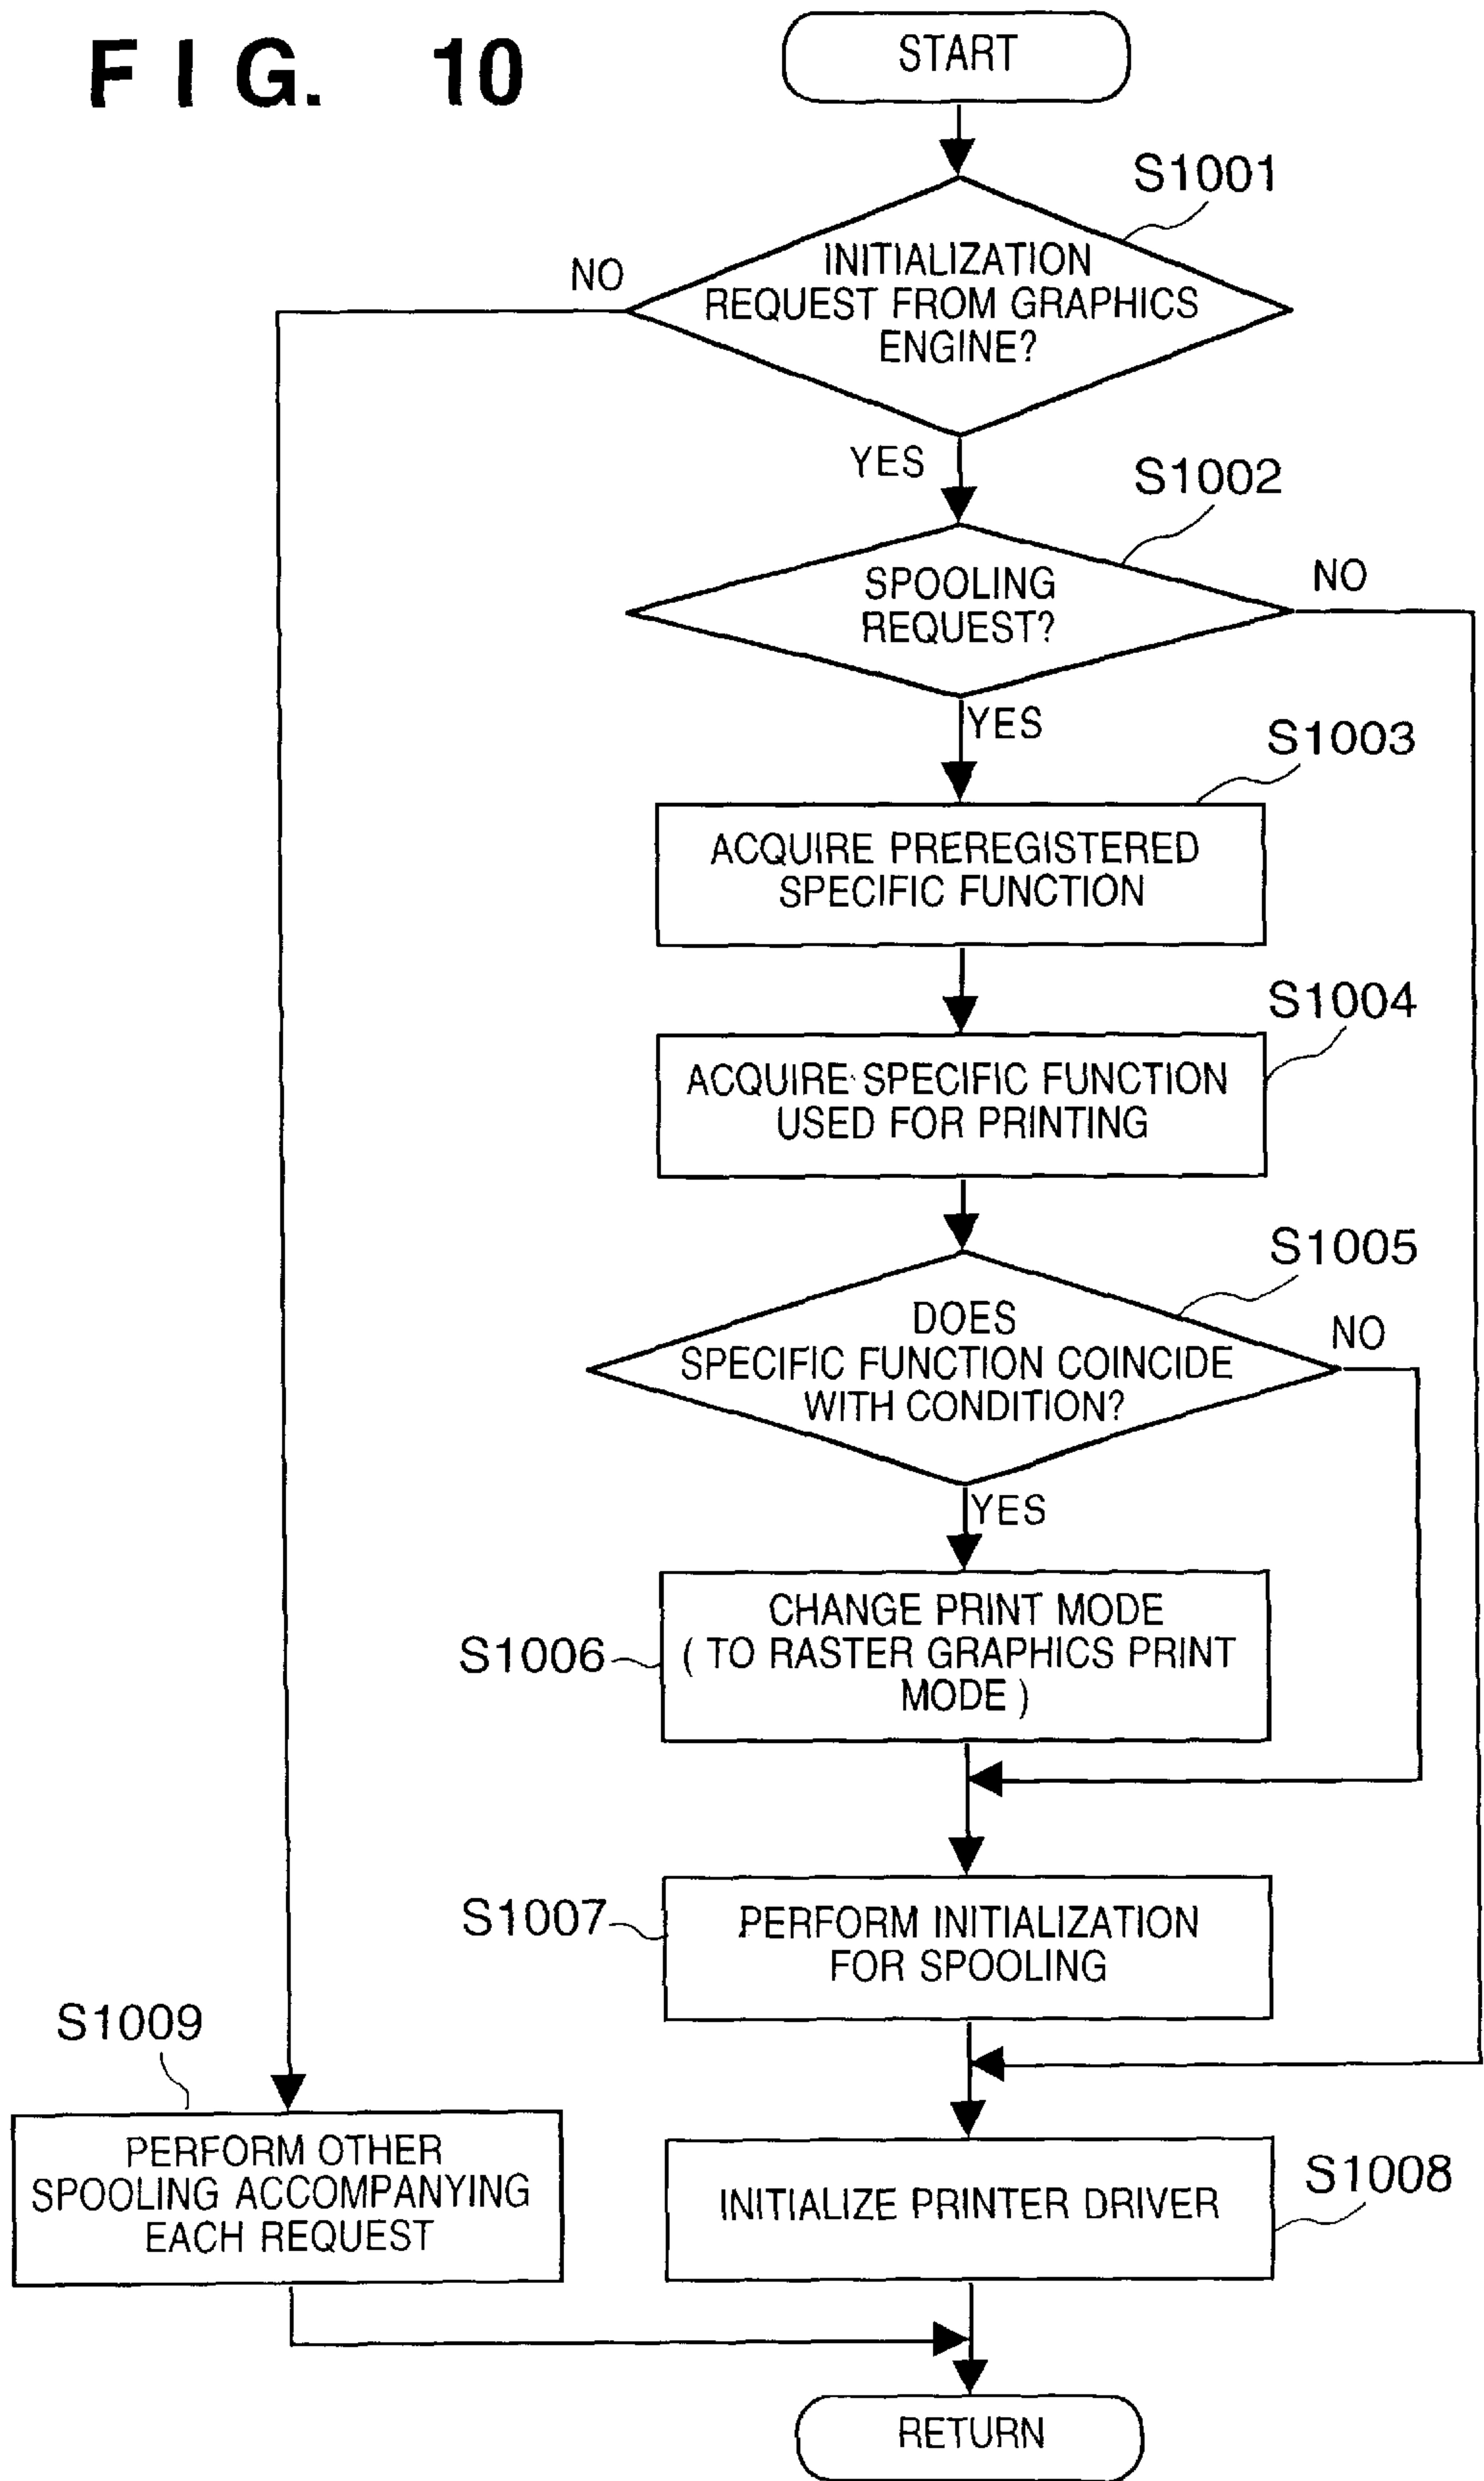 FIG. 10
START
S1001
NO
INITIALIZATION
REQUEST FROM GRAPHICS
ENGINE?
YES
S1002
SPOOLING
REQUEST?
NO
YES
S1003
ACQUIRE PREREGISTERED
SPECIFIC FUNCTION
S1004
ACQUIRE SPECIFIC FUNCTION
USED FOR PRINTING
S1005
DOES
SPECIFIC FUNCTION COINCIDE
WITH CONDITION?
NO
YES
S1006
CHANGE PRINT MODE
( TO RASTER GRAPHICS PRINT
MODE )
S1007
PERFORM INITIALIZATION
FOR SPOOLING
S1009
PERFORM OTHER
SPOOLING ACCOMPANYING
EACH REQUEST
S1008
INITIALIZE PRINTER DRIVER
RETURN